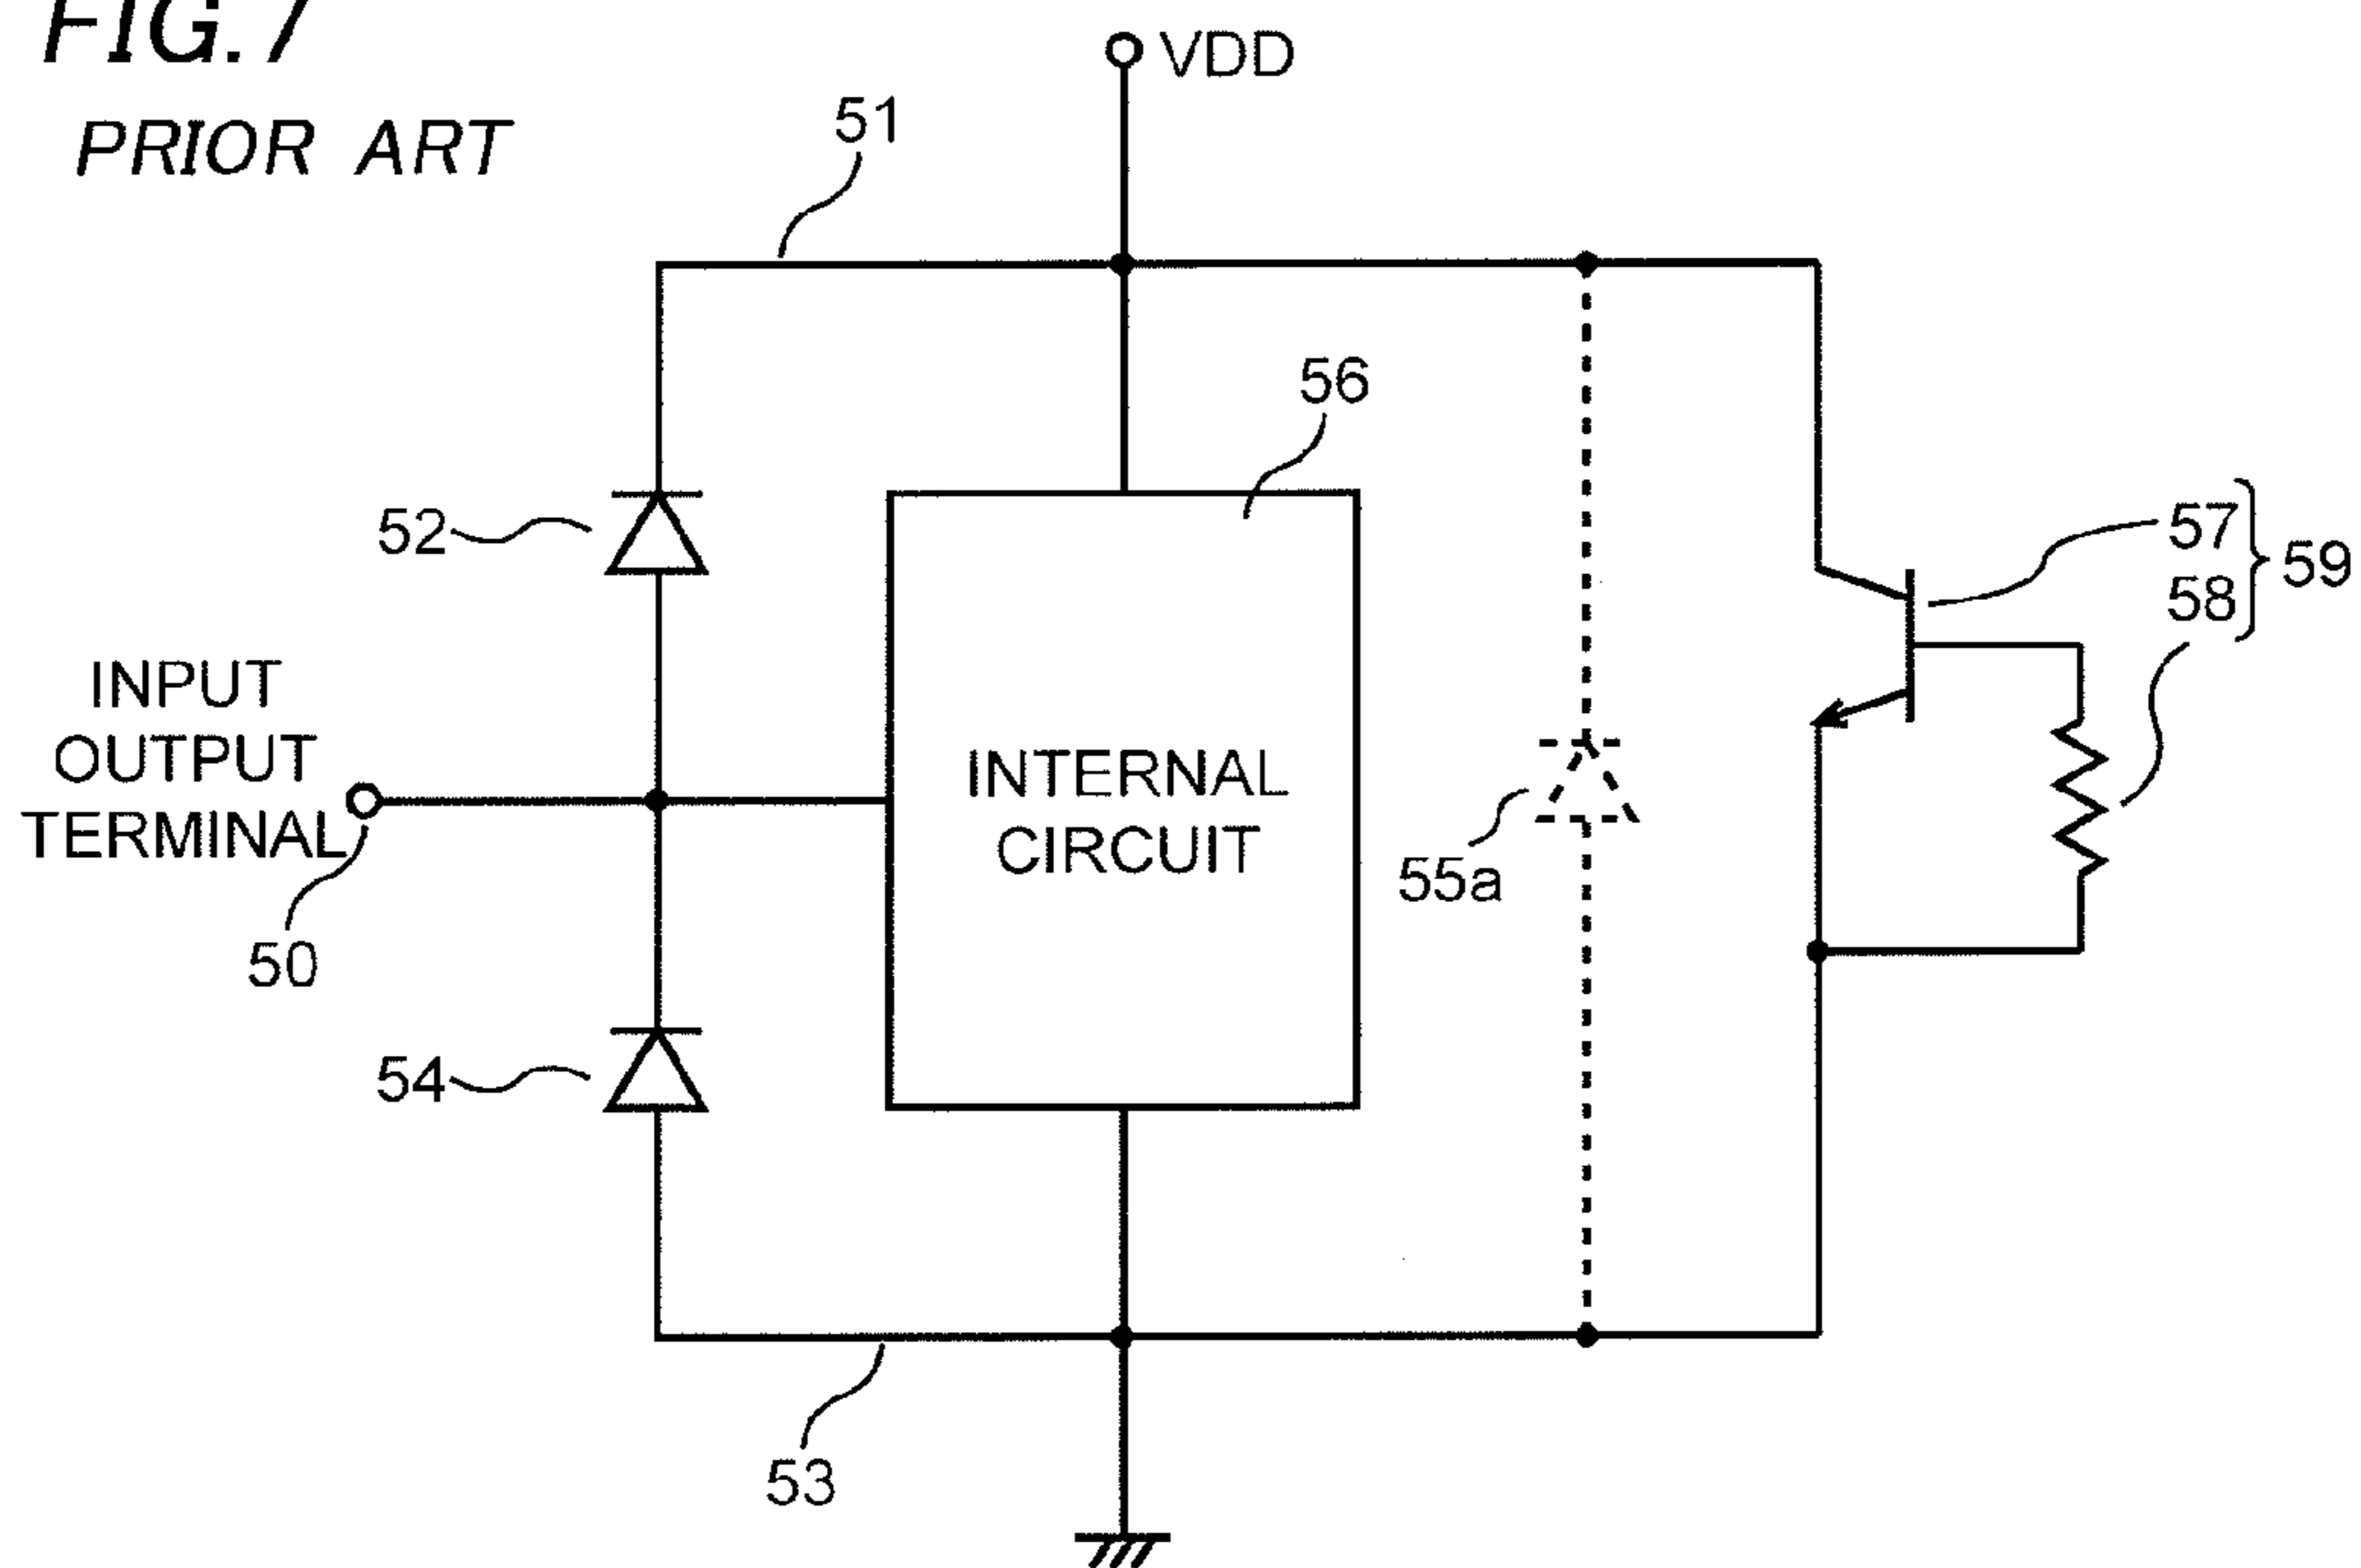 FIG. 7
PRIOR ART
VDD
51
56
52
57
58
59
INPUT
OUTPUT
TERMINAL
50
INTERNAL
CIRCUIT
55a
54
53